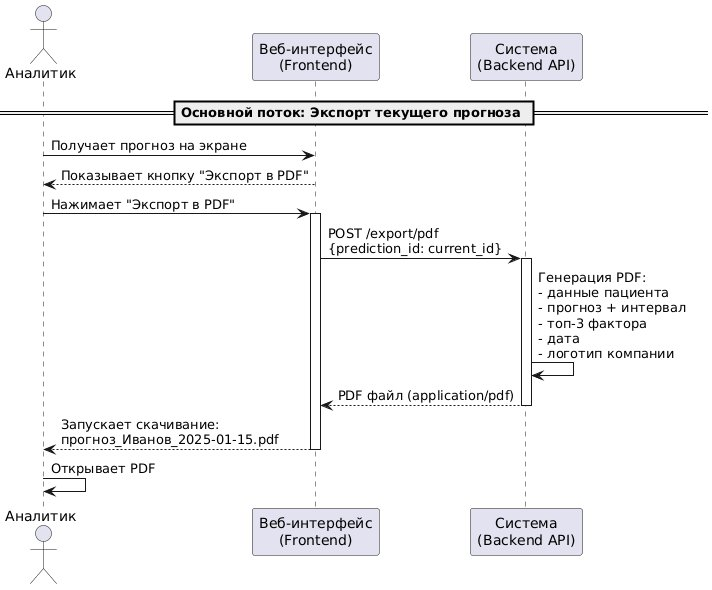 Аналитик
Веб-интерфейс
(Frontend)
Система
(Backend API)
Основной поток: Экспорт текущего прогноза
Получает прогноз на экране
Показывает кнопку "Экспорт в PDF"
Нажимает "Экспорт в PDF"
POST /export/pdf
{prediction_id: current_id}
Генерация PDF:
- данные пациента
- прогноз + интервал
- топ-3 фактора
- дата
- логотип компании
PDF файл (application/pdf)
Запускает скачивание:
прогноз_Иванов_2025-01-15.pdf
Открывает PDF
Аналитик
Веб-интерфейс
(Frontend)
Система
(Backend API)